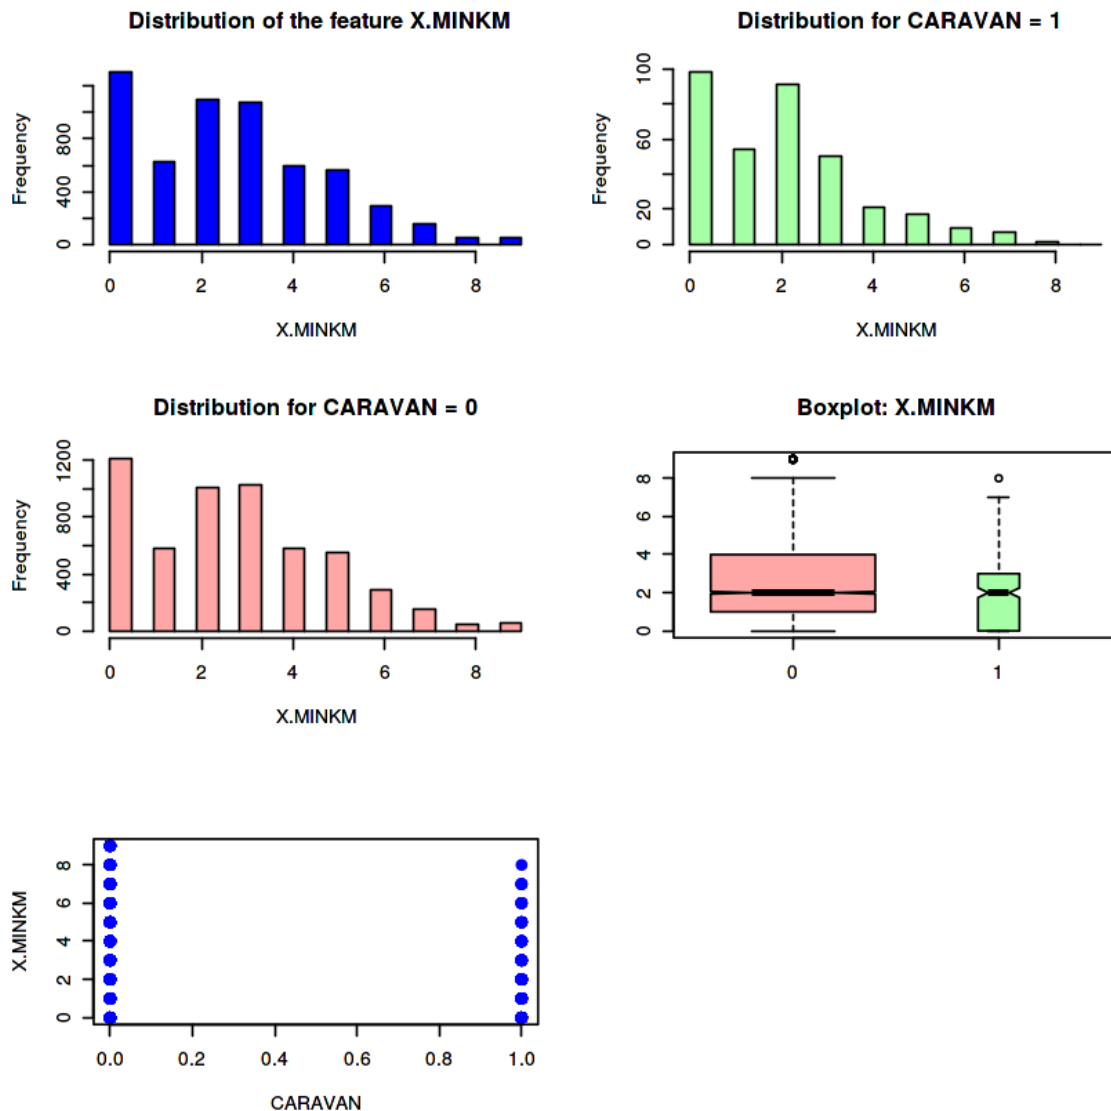 Distribution of the feature X.MINKM
Frequency
0 400 800
0 2 4 6 8
X.MINKM
Distribution for CARAVAN = 1
Frequency
0 20 60 100
0 2 4 6 8
X.MINKM
Distribution for CARAVAN = 0
Frequency
0 400 800 1200
0 2 4 6 8
X.MINKM
Boxplot: X.MINKM
0 2 4 6 8
0 1
X.MINKM
0 2 4 6 8
0.0 0.2 0.4 0.6 0.8 1.0
CARAVAN